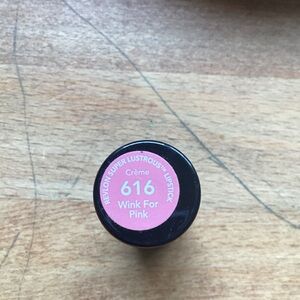 REVLON SUPER LUSTROUS™ LIPSTICK
Crème
616
Wink For
Pink